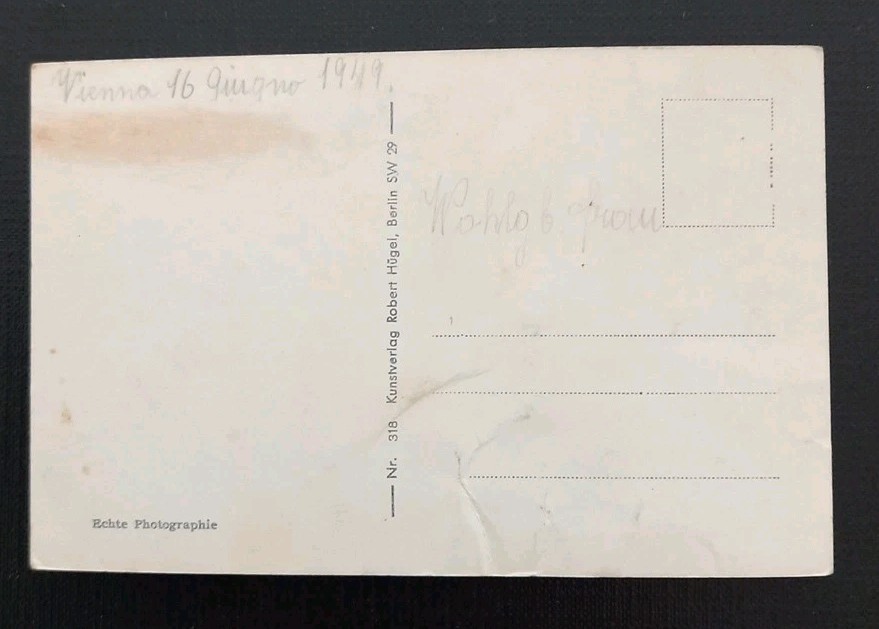 Vienna 16 Giugno 1949.
Wohlg b Frau
Nr. 318 Kunstverlag Robert Hügel, Berlin SW 29
Echte Photographie